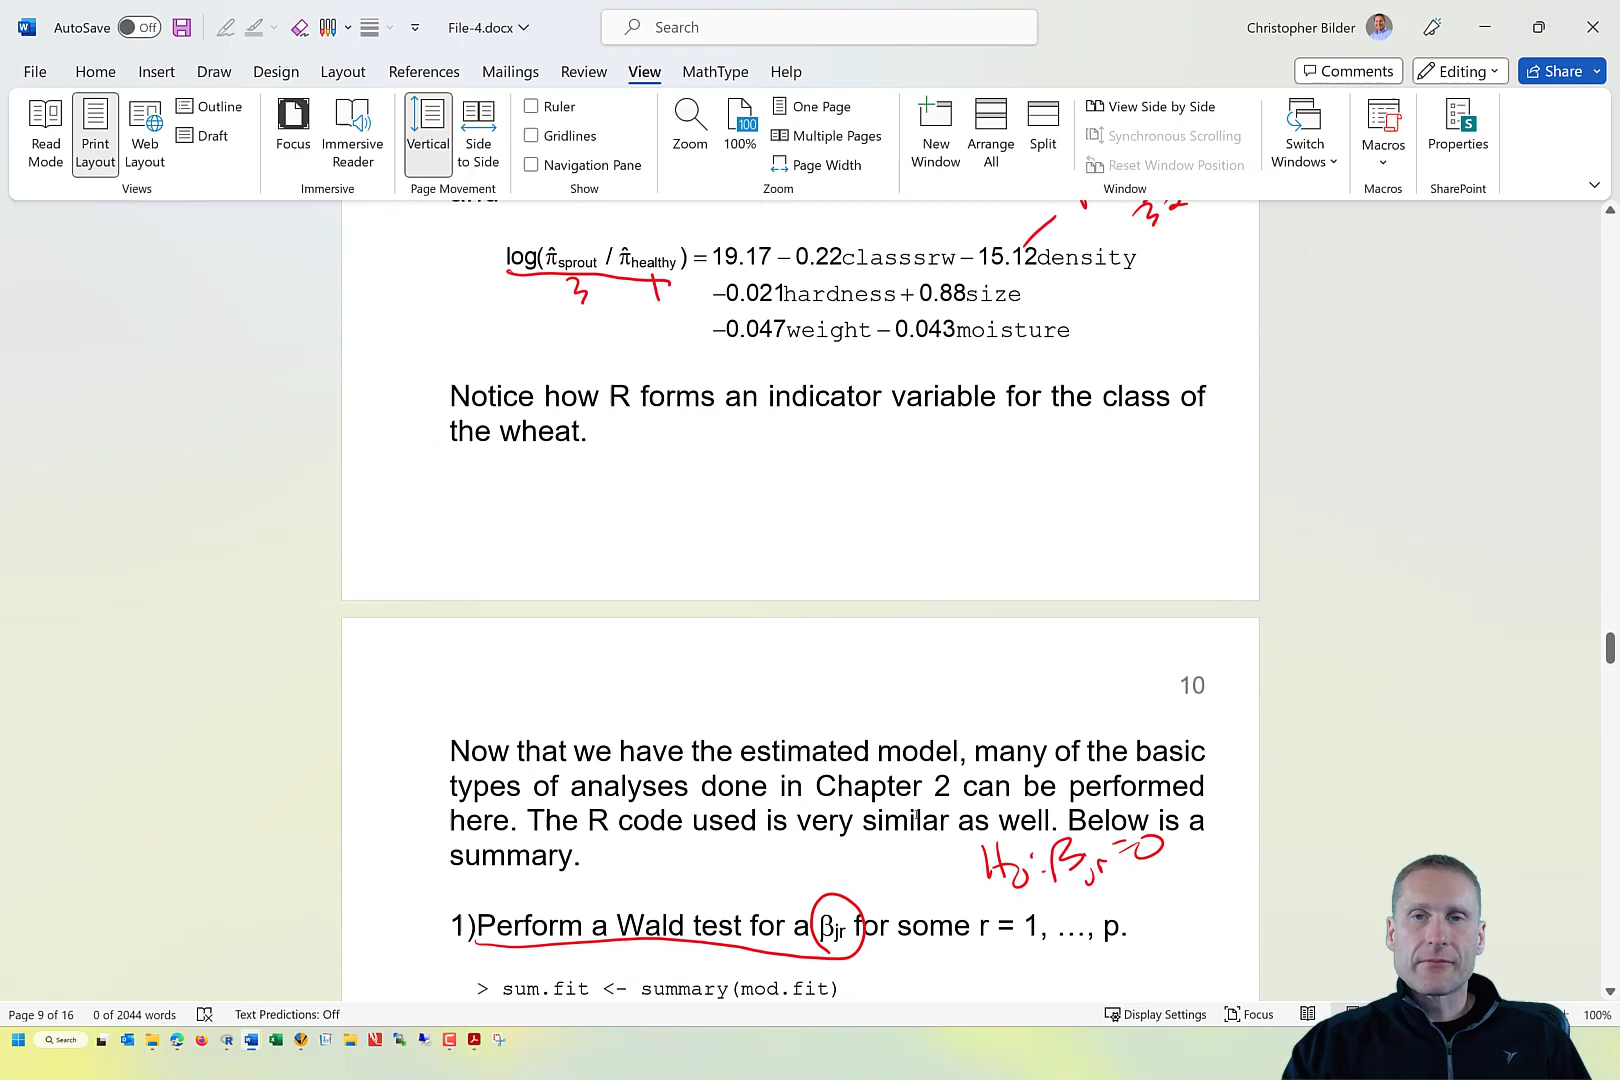 AutoSave Off File-4.docx Search Christopher Bilder
File Home Insert Draw Design Layout References Mailings Review View MathType Help Comments Editing Share
Read Mode
Print Layout
Web Layout
Outline
Draft
Views
Focus
Immersive Reader
Immersive
Vertical
Side to Side
Page Movement
Ruler
Gridlines
Navigation Pane
Show
Zoom
100
100%
One Page
Multiple Pages
Page Width
Zoom
New Window
Arrange All
Split
View Side by Side
Synchronous Scrolling
Reset Window Position
Window
Switch Windows
Macros
Macros
Properties
SharePoint
32
log(π̂sprout / π̂healthy) = 19.17 − 0.22classsrw − 15.12density
3 1
−0.021hardness + 0.88size
−0.047weight − 0.043moisture
Notice how R forms an indicator variable for the class of
the wheat.
10
Now that we have the estimated model, many of the basic
types of analyses done in Chapter 2 can be performed
here. The R code used is very similar as well. Below is a
summary.
H0: βjr = 0
1)Perform a Wald test for a βjr for some r = 1, …, p.
> sum.fit <- summary(mod.fit)
Page 9 of 16 0 of 2044 words Text Predictions: Off Display Settings Focus 100%
Search